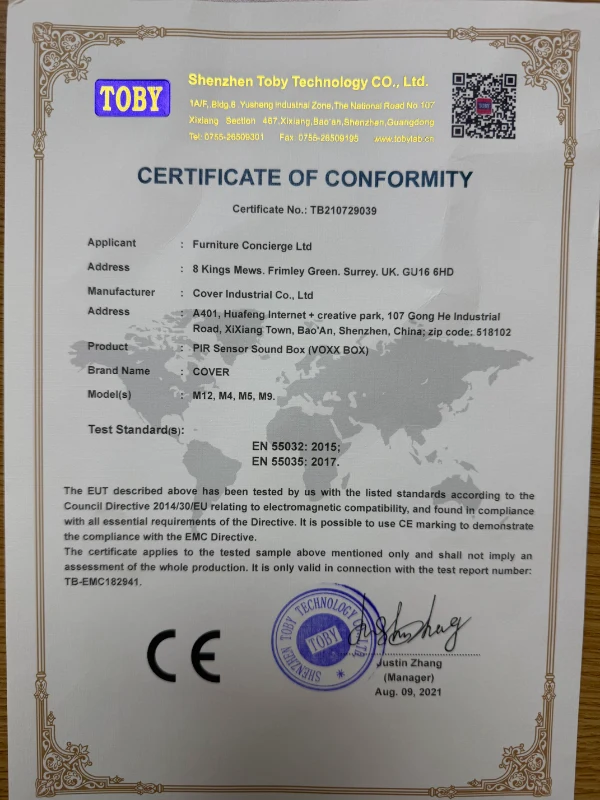 TOBY
Shenzhen Toby Technology CO., Ltd.
1A/F, Bldg.6 Yusheng Industrial Zone,The National Road No.107
Xixiang Section 467,Xixiang,Bao'an,Shenzhen,Guangdong
Tel: 0755-26509301 Fax: 0755-26509195 www.tobylab.cn
CERTIFICATE OF CONFORMITY
Certificate No.: TB210729039
Applicant : Furniture Concierge Ltd
Address : 8 Kings Mews. Frimley Green. Surrey. UK. GU16 6HD
Manufacturer : Cover Industrial Co., Ltd
Address : A401, Huafeng Internet + creative park, 107 Gong He Industrial
Road, XiXiang Town, Bao'An, Shenzhen, China; zip code: 518102
Product : PIR Sensor Sound Box (VOXX BOX)
Brand Name : COVER
Model(s) : M12, M4, M5, M9.
Test Standard(s):
EN 55032: 2015;
EN 55035: 2017.
The EUT described above has been tested by us with the listed standards according to the
Council Directive 2014/30/EU relating to electromagnetic compatibility, and found in compliance
with all essential requirements of the Directive. It is possible to use CE marking to demonstrate
the compliance with the EMC Directive.
The certificate applies to the tested sample above mentioned only and shall not imply an
assessment of the whole production. It is only valid in connection with the test report number:
TB-EMC182941.
CE
SHENZHEN TOBY TECHNOLOGY CO., LTD.
TOBY
Justin Zhang
(Manager)
Aug. 09, 2021